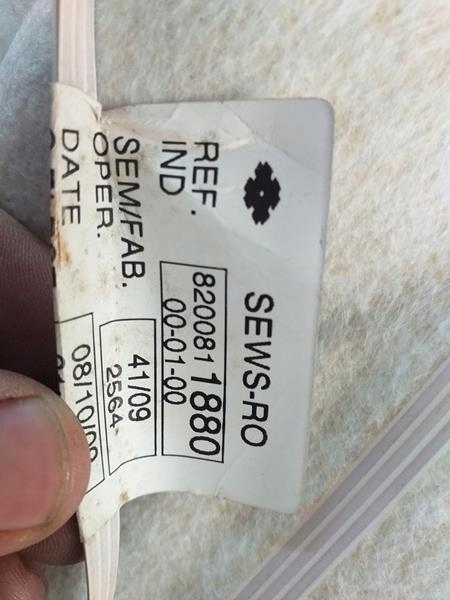 SEWS-RO
REF. 8200811880
IND 00-01-00
SEM/FAB. 41/09
OPER. 2564
DATE 08/10/09